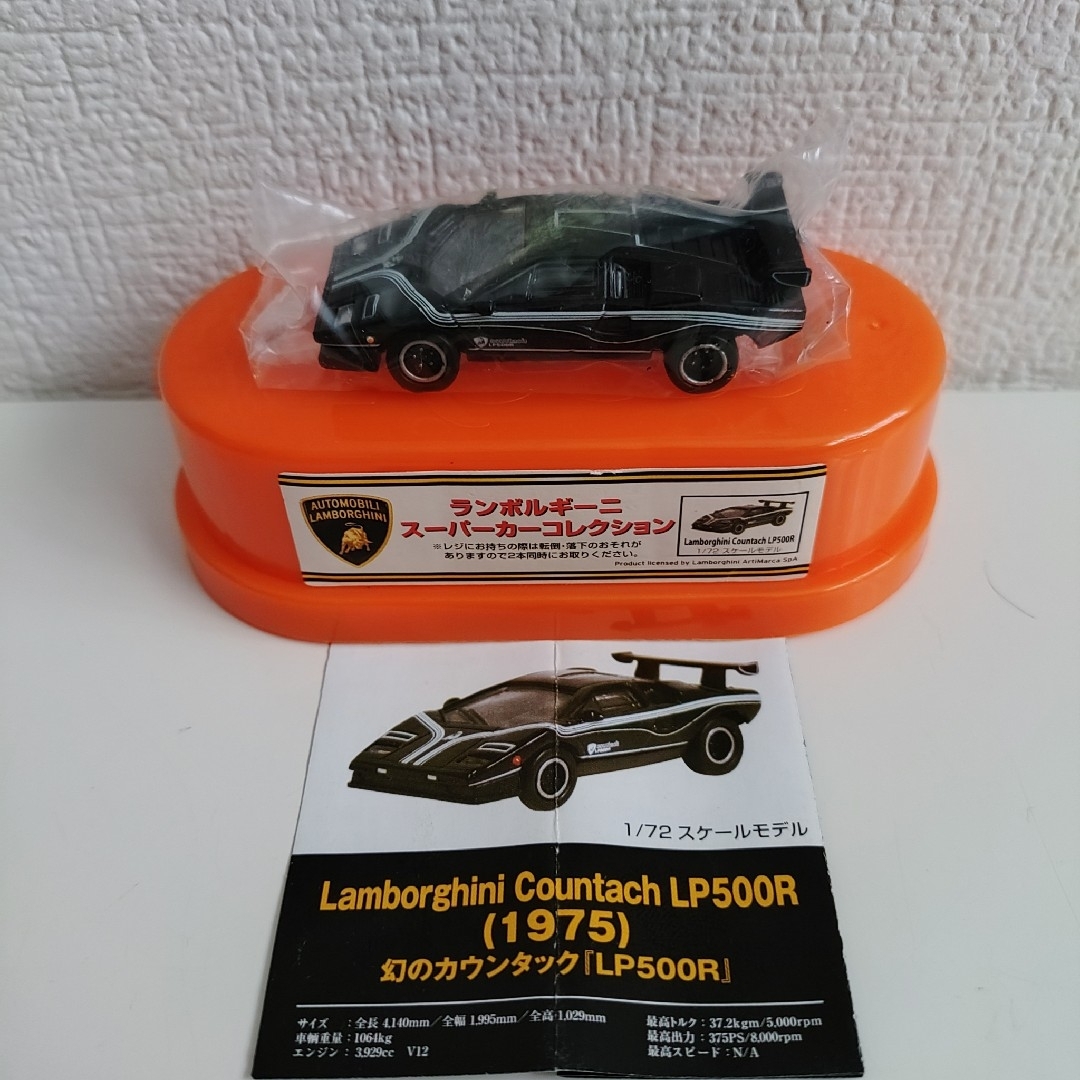 AUTOMOBILI
LAMBORGHINI
ランボルギーニ
スーパーカーコレクション
※レジにお持ちの際は転倒・落下のおそれが
ありますので2本同時にお取りください。
Lamborghini Countach LP500R
1/72 スケールモデル
Product licensed by Lamborghini ArtiMarca SpA
1/72 スケールモデル
Lamborghini Countach LP500R
(1975)
幻のカウンタック『LP500R』
サイズ :全長 4,140mm/全幅 1,995mm/全高 1,029mm
車輌重量:1064kg
エンジン:3,929cc V12
最高トルク:37.2kgm/5,000rpm
最高出力:375PS/8,000rpm
最高スピード:N/A